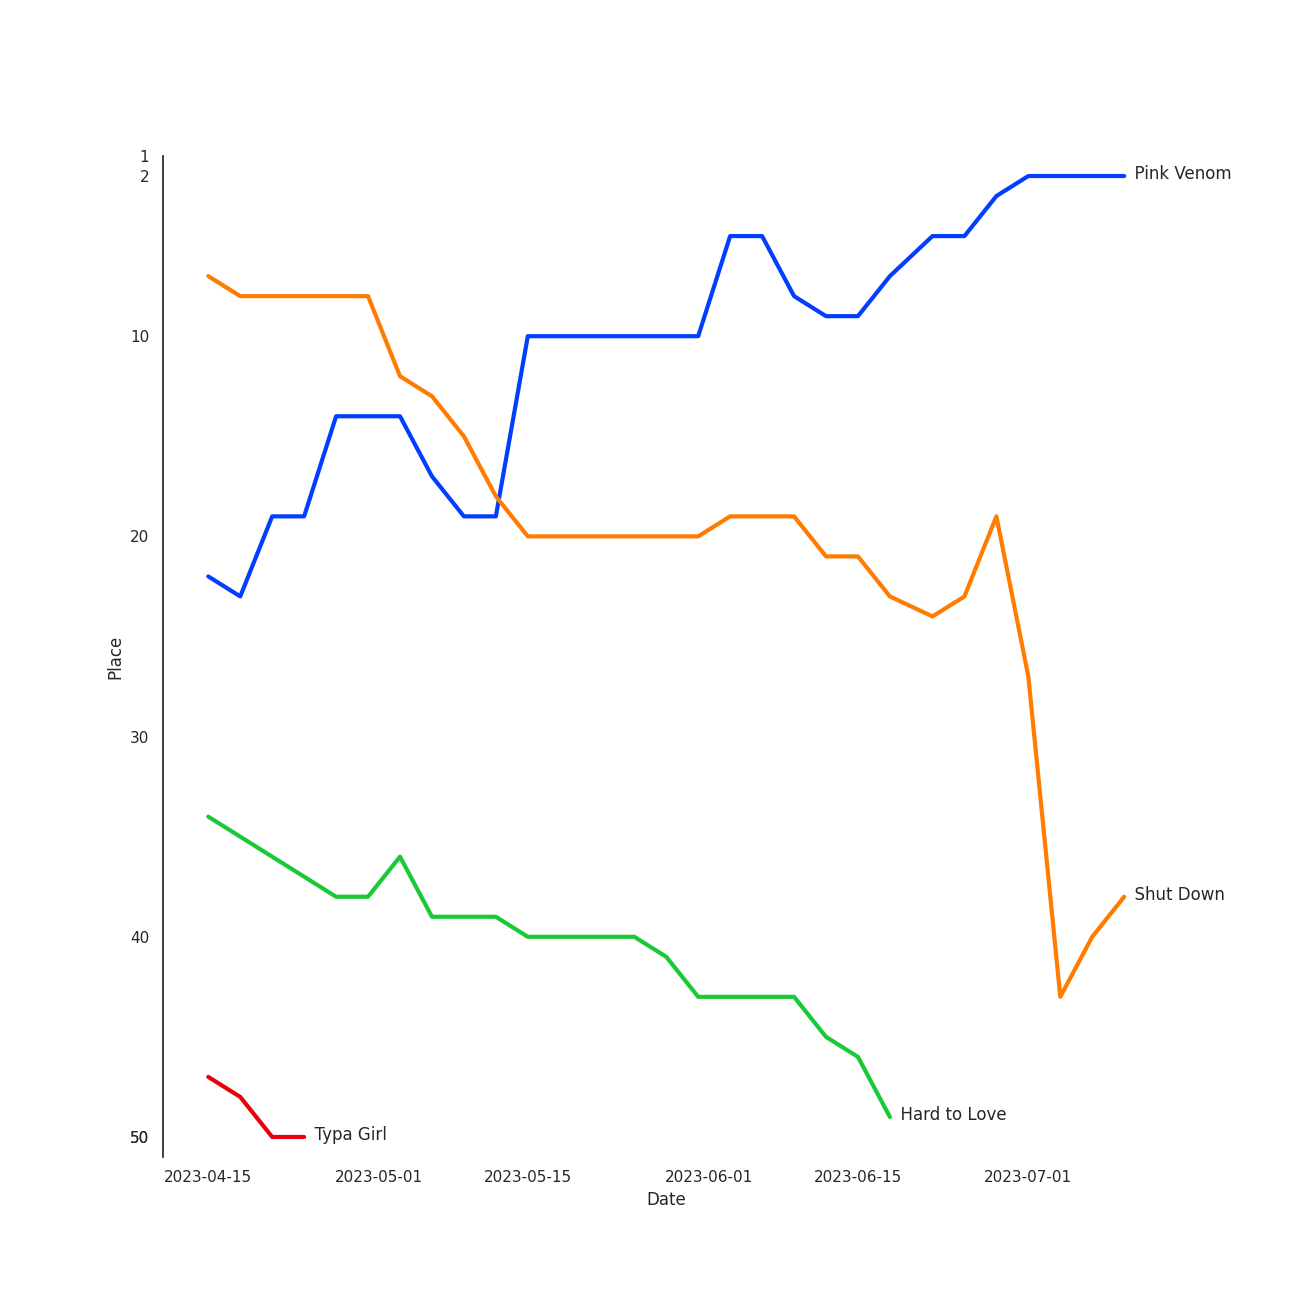 1
2
Pink Venom
10
20
Place
30
Shut Down
40
Hard to Love
Typa Girl
50
2023-04-15 2023-05-01 2023-05-15 2023-06-01 2023-06-15 2023-07-01
Date